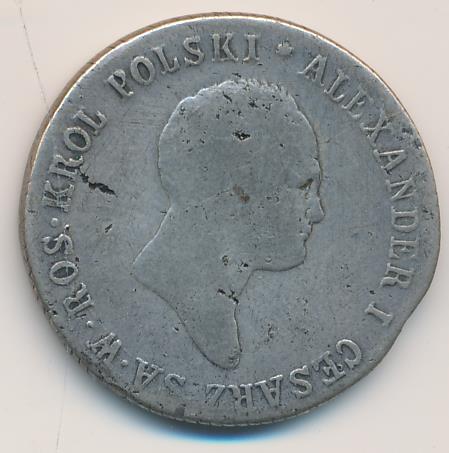 ALEXANDER I CESARZ SA. W. ROS. KROL POLSKI